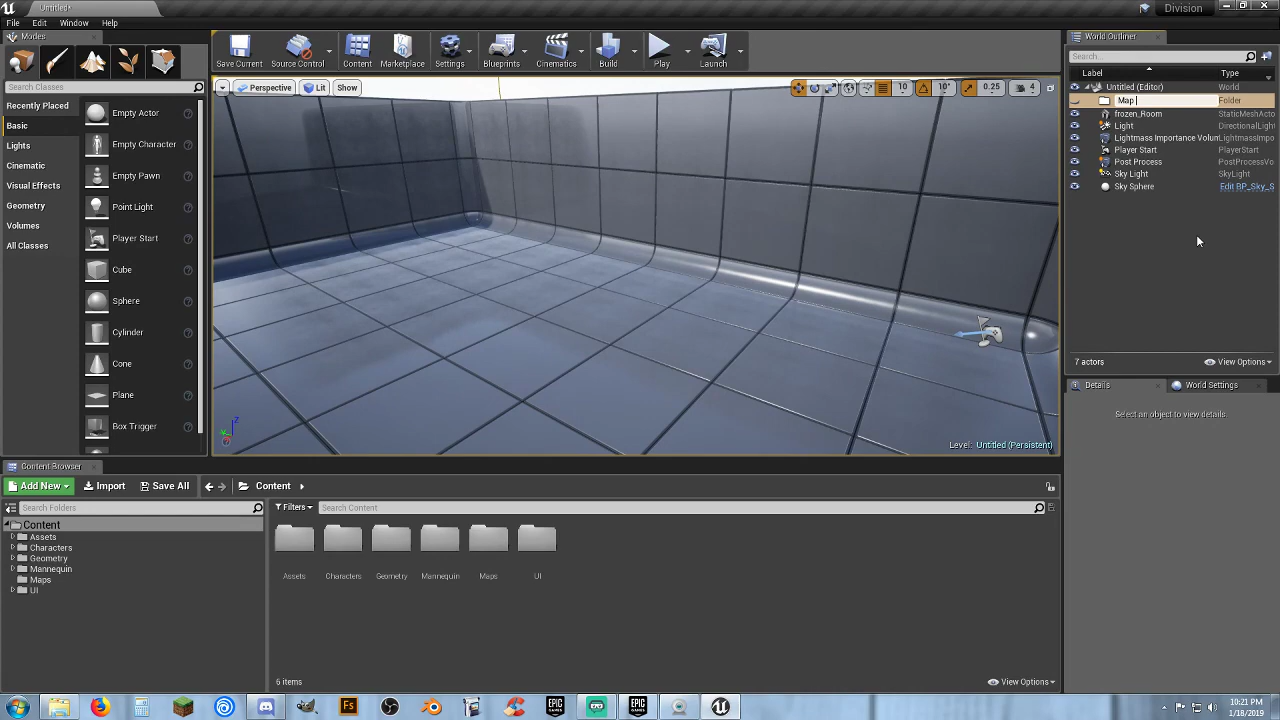 Untitled*
Division
File Edit Window Help
Modes
Search Classes
Recently Placed
Basic
Lights
Cinematic
Visual Effects
Geometry
Volumes
All Classes
Empty Actor
Empty Character
Empty Pawn
Point Light
Player Start
Cube
Sphere
Cylinder
Cone
Plane
Box Trigger
Save Current Source Control Content Marketplace Settings Blueprints Cinematics Build Play Launch
Perspective Lit Show 10 10° 0.25 4
Level: Untitled (Persistent)
World Outliner
Search...
Label Type
Untitled (Editor) World
Map Folder
frozen_Room StaticMeshActo
Light DirectionalLight
Lightmass Importance Volun LightmassImpo
Player Start PlayerStart
Post Process PostProcessVo
Sky Light SkyLight
Sky Sphere Edit BP_Sky_S
7 actors View Options
Details World Settings
Select an object to view details.
Content Browser
Add New Import Save All Content
Search Folders
Filters Search Content
Content
Assets
Characters
Geometry
Mannequin
Maps
UI
Assets Characters Geometry Mannequin Maps UI
6 items View Options
Fs
EPIC GAMES
EPIC GAMES
10:21 PM
1/18/2019